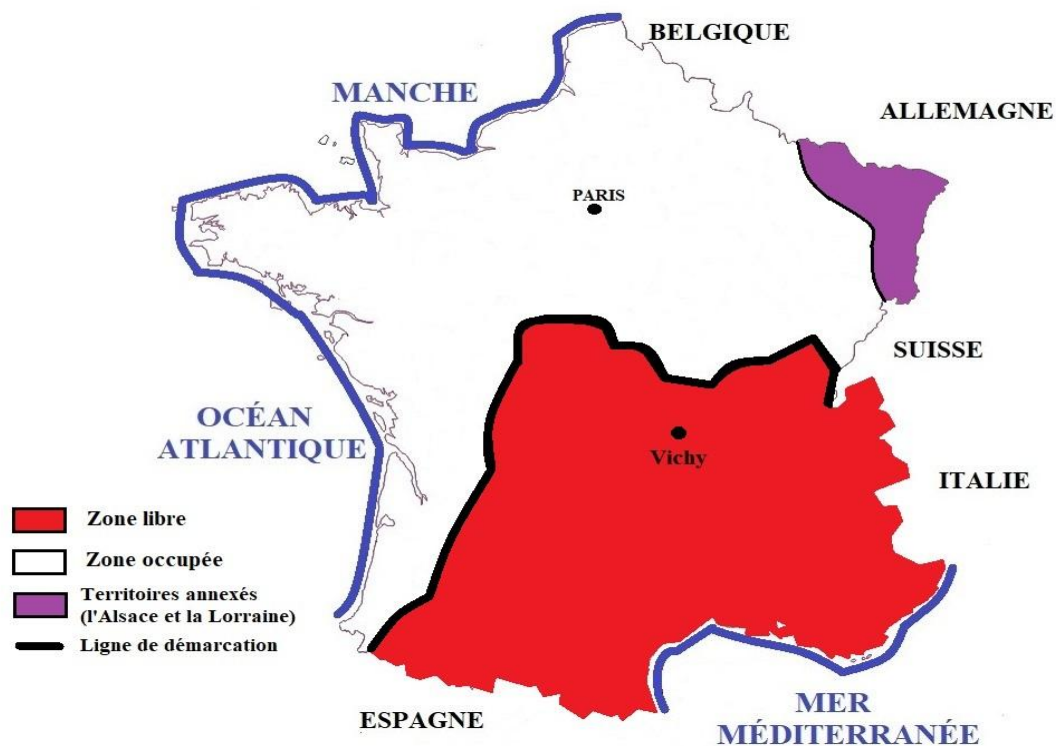 BELGIQUE
MANCHE
ALLEMAGNE
PARIS
SUISSE
OCÉAN
ATLANTIQUE
Vichy
ITALIE
Zone libre
Zone occupée
Territoires annexés
(l'Alsace et la Lorraine)
Ligne de démarcation
ESPAGNE
MER
MÉDITERRANÉE